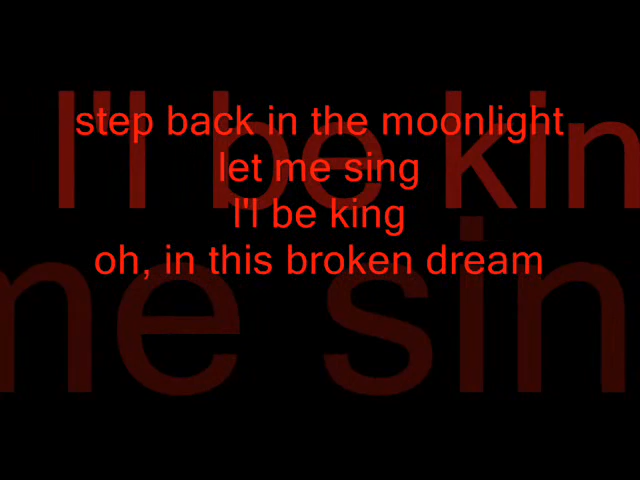 step back in the moonlight
let me sing
I'l be king
oh, in this broken dream
I'l be kin
me sin